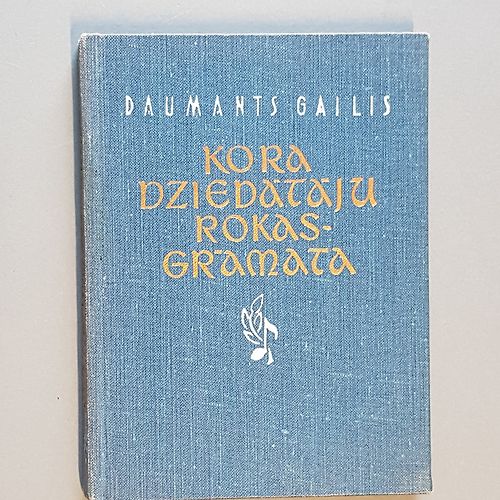 DAUMANTS GAILIS
KORA
DZIEDĀTĀJU
ROKAS-
GRĀMATA